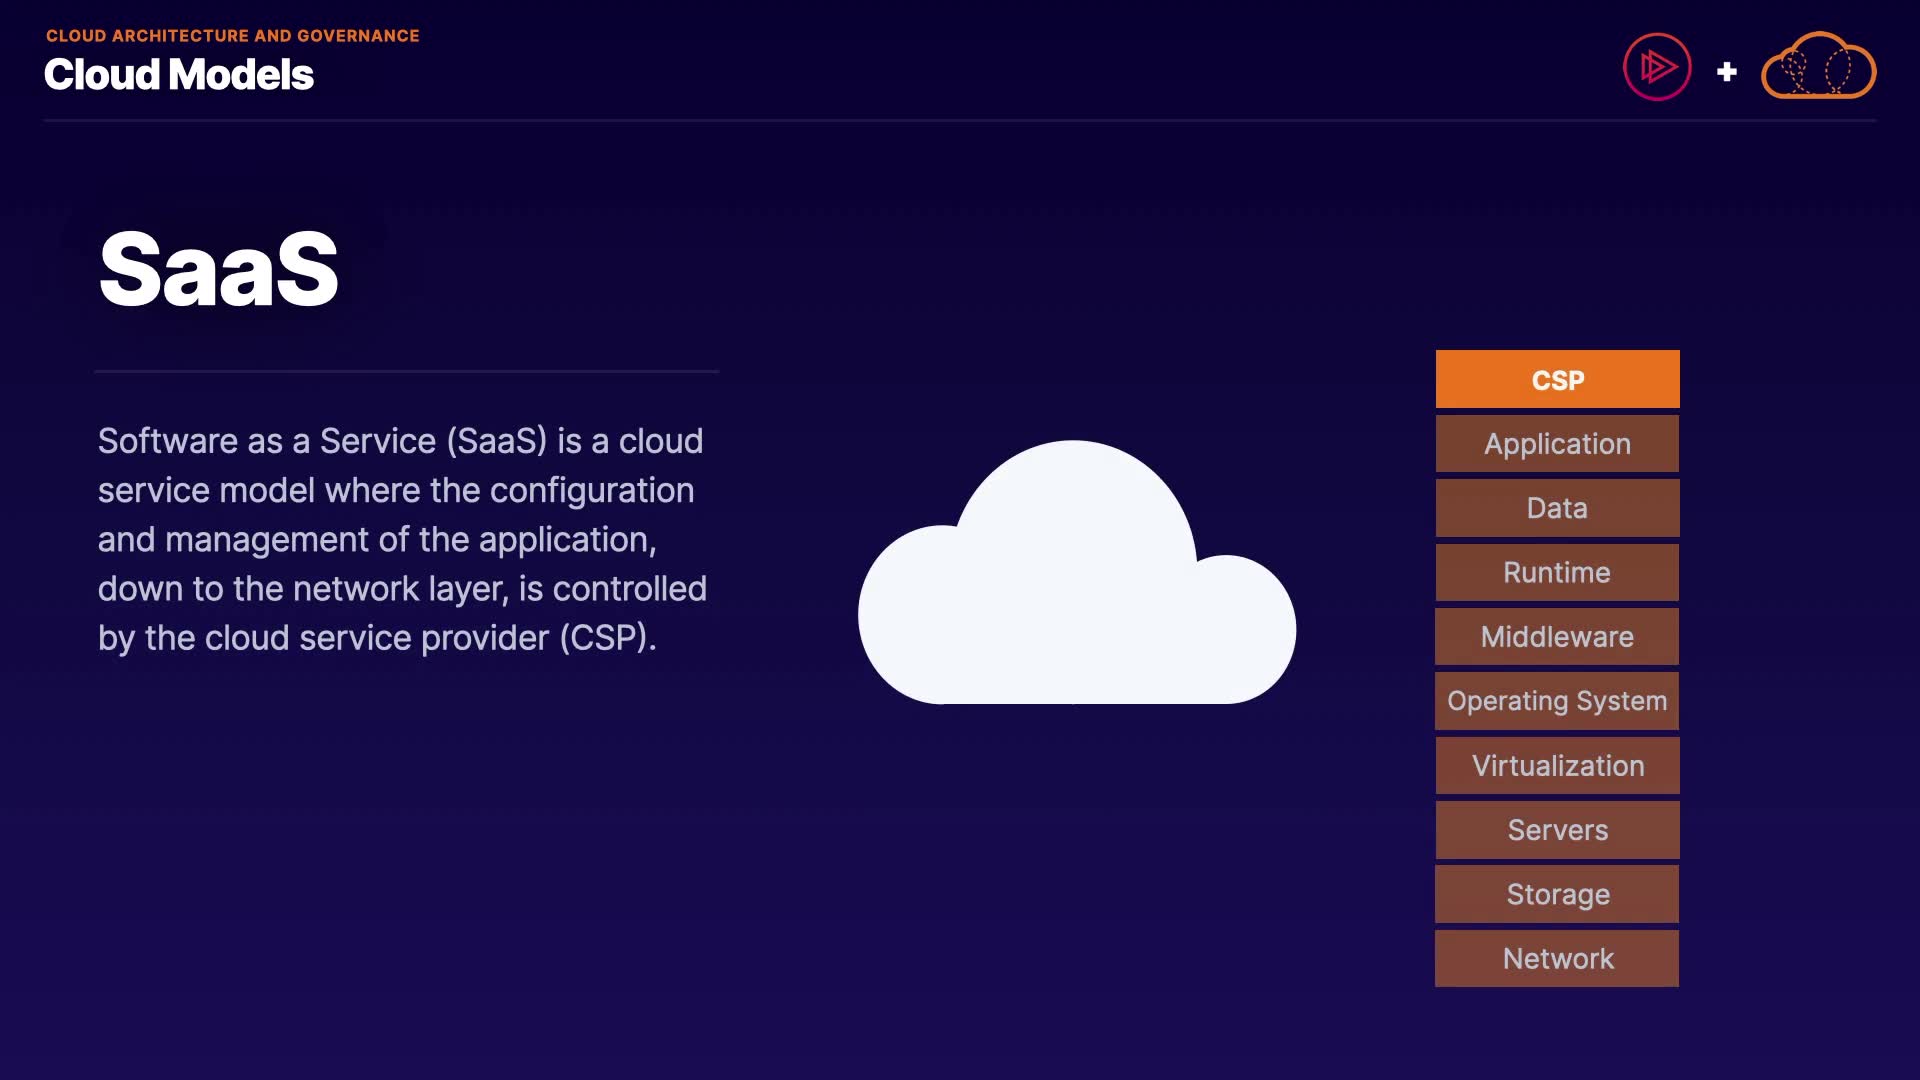 CLOUD ARCHITECTURE AND GOVERNANCE
Cloud Models
SaaS
Software as a Service (SaaS) is a cloud
service model where the configuration
and management of the application,
down to the network layer, is controlled
by the cloud service provider (CSP).
CSP
Application
Data
Runtime
Middleware
Operating System
Virtualization
Servers
Storage
Network